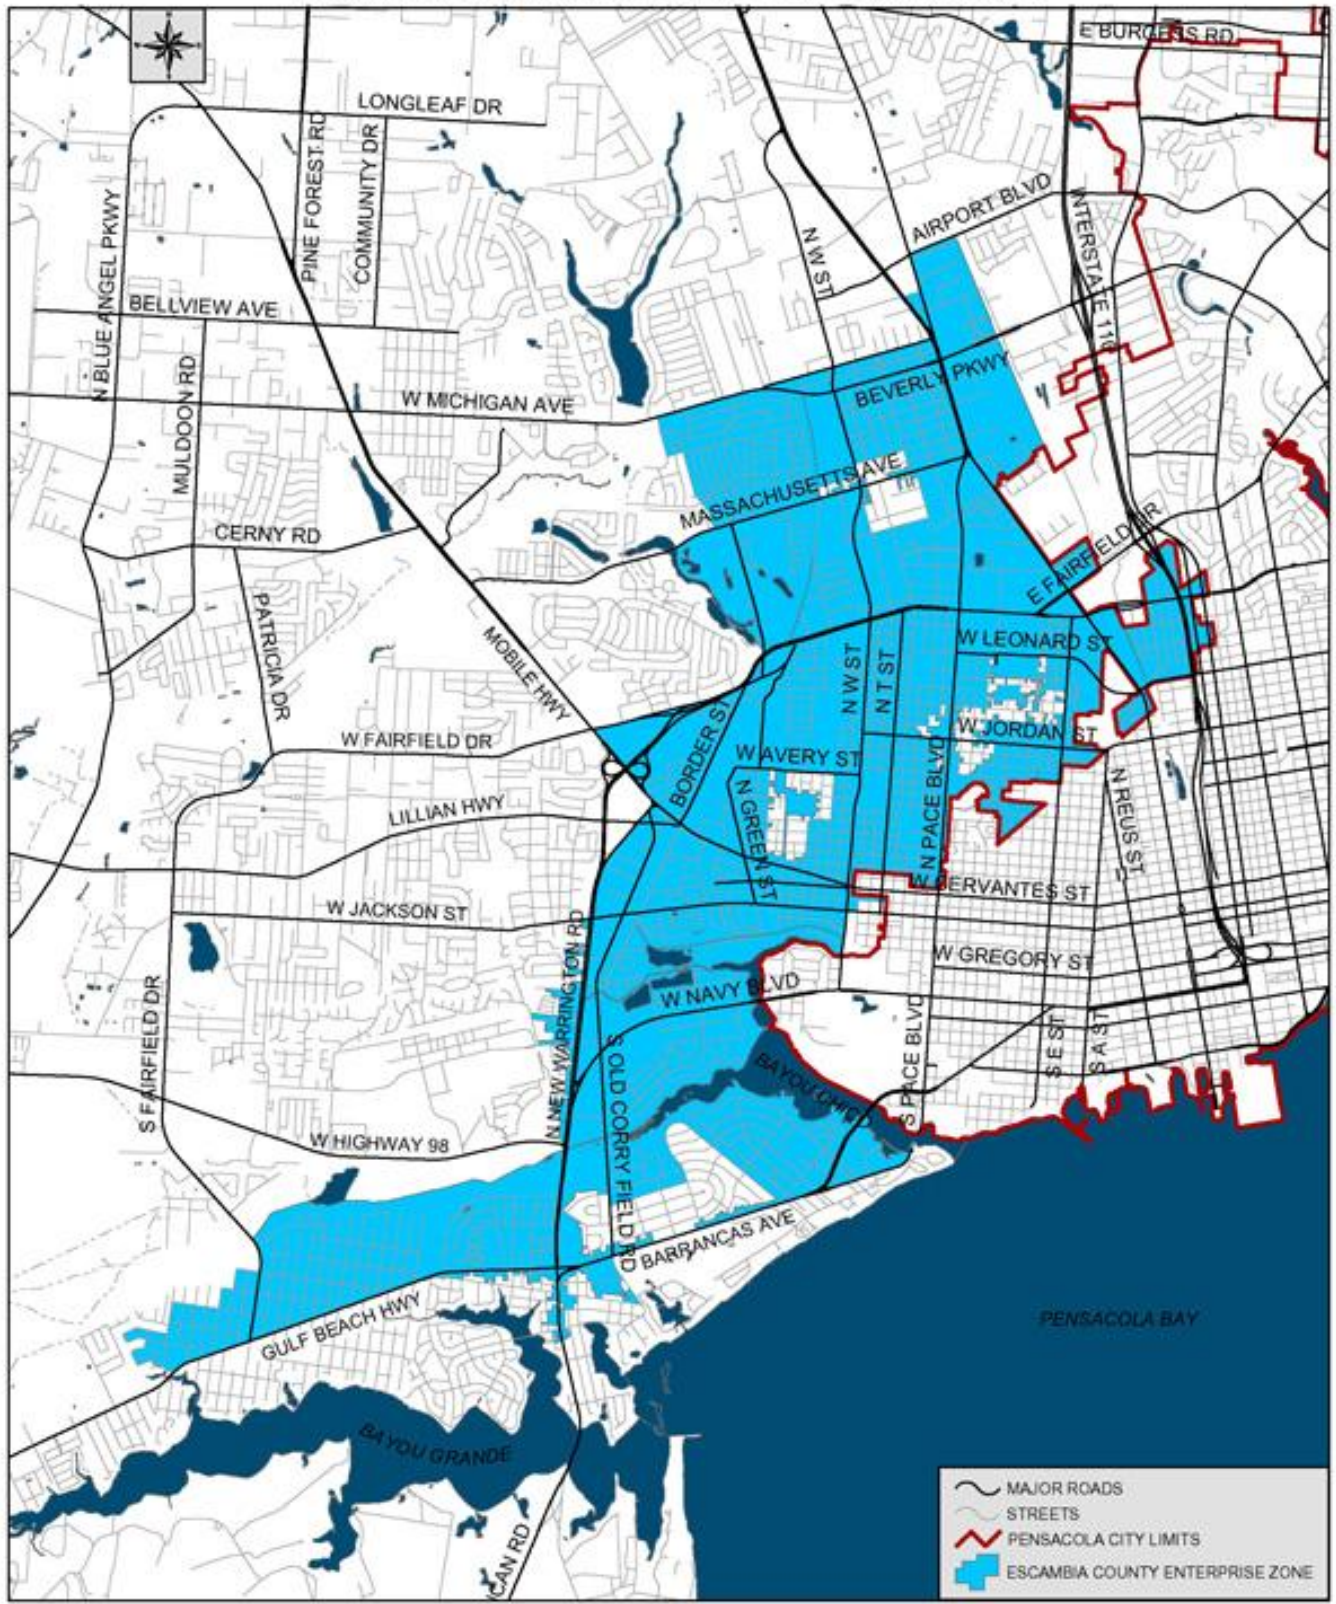 E BURGESS RD
LONGLEAF DR
PINE FOREST RD
COMMUNITY DR
N BLUE ANGEL PKWY
AIRPORT BLVD
INTERSTATE 110
N W ST
BELLVIEW AVE
MULDOON RD
W MICHIGAN AVE
BEVERLY PKWY
MASSACHUSETTS AVE
CERNY RD
E FAIRFIELD DR
PATRICIA DR
MOBILE HWY
W LEONARD ST
N W ST
N T ST
W FAIRFIELD DR
BORDER ST
W AVERY ST
W JORDAN ST
N PACE BLVD
N REUS ST
LILLIAN HWY
N GREEN ST
W CERVANTES ST
W JACKSON ST
W GREGORY ST
N NEW WARRINGTON RD
W NAVY BLVD
S FAIRFIELD DR
S OLD CORRY FIELD RD
BAYOU CHICO
S PACE BLVD
S E ST
S A ST
W HIGHWAY 98
BARRANCAS AVE
GULF BEACH HWY
PENSACOLA BAY
BAYOU GRANDE
CAN RD
MAJOR ROADS
STREETS
PENSACOLA CITY LIMITS
ESCAMBIA COUNTY ENTERPRISE ZONE